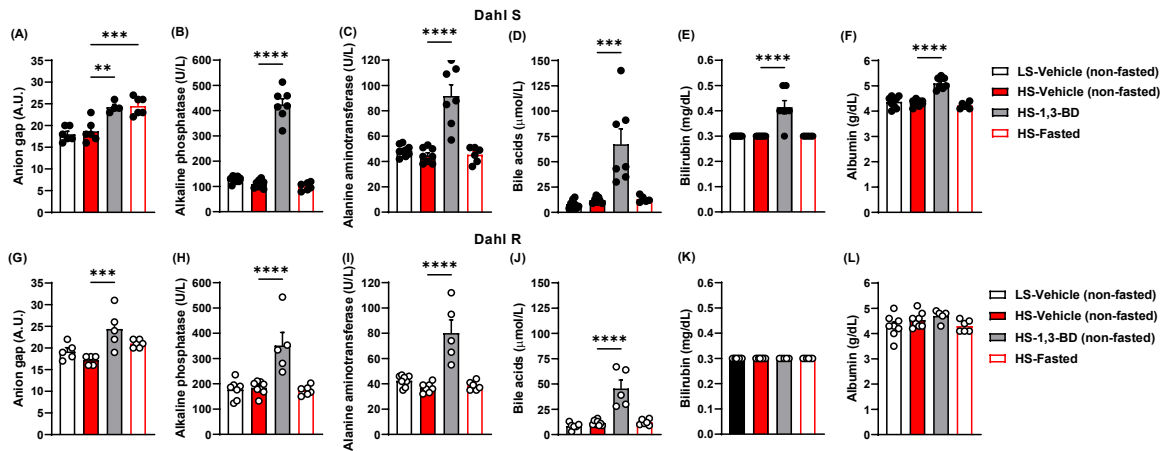 Dahl S
(A)
Anion gap (A.U.)
35
30
25
20
15
10
5
0
**
***
(B)
Alkaline phosphatase (U/L)
600
500
400
300
200
100
0
****
(C)
Alanine aminotransferase (U/L)
120
100
80
60
40
20
0
****
(D)
Bile acids
(μmol/L)
150
125
100
75
50
25
0
***
(E)
Bilirubin (mg/dL)
0.6
0.5
0.4
0.3
0.2
0.1
0.0
****
(F)
Albumin (g/dL)
6
5
4
3
2
1
0
****
LS-Vehicle (non-fasted)
HS-Vehicle (non-fasted)
HS-1,3-BD
HS-Fasted
Dahl R
(G)
Anion gap (A.U.)
35
30
25
20
15
10
5
0
***
(H)
Alkaline phosphatase (U/L)
600
500
400
300
200
100
0
****
(I)
Alanine aminotransferase (U/L)
120
100
80
60
40
20
0
****
(J)
Bile acids
(μmol/L)
150
125
100
75
50
25
0
****
(K)
Bilirubin (mg/dL)
0.6
0.5
0.4
0.3
0.2
0.1
0.0
(L)
Albumin (g/dL)
6
5
4
3
2
1
0
LS-Vehicle (non-fasted)
HS-Vehicle (non-fasted)
HS-1,3-BD (non-fasted)
HS-Fasted